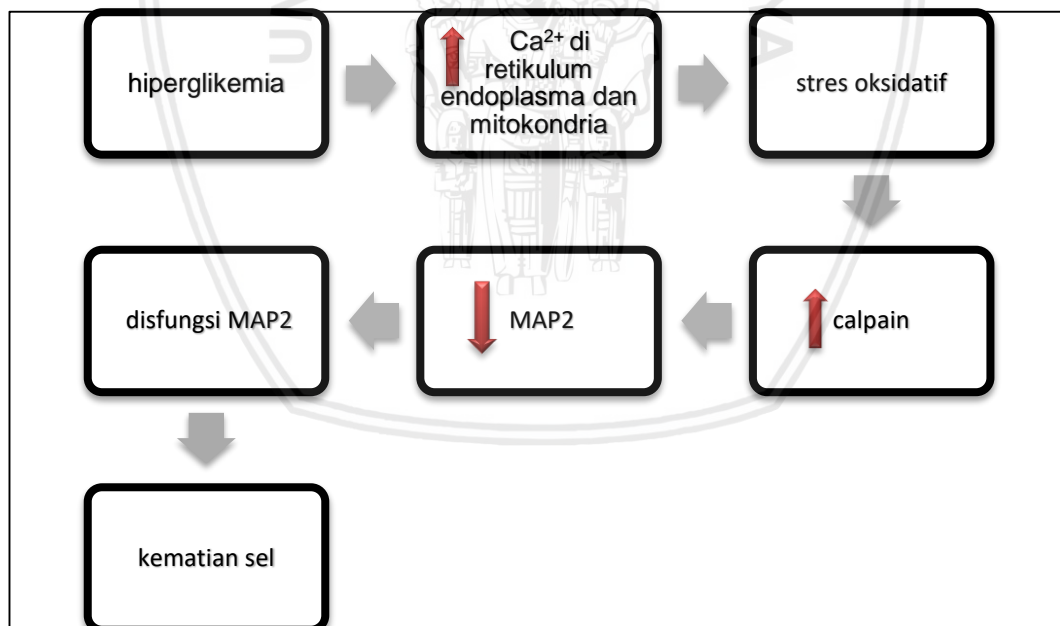 hiperglikemia
Ca²⁺ di
retikulum
endoplasma dan
mitokondria
stres oksidatif
calpain
MAP2
disfungsi MAP2
kematian sel